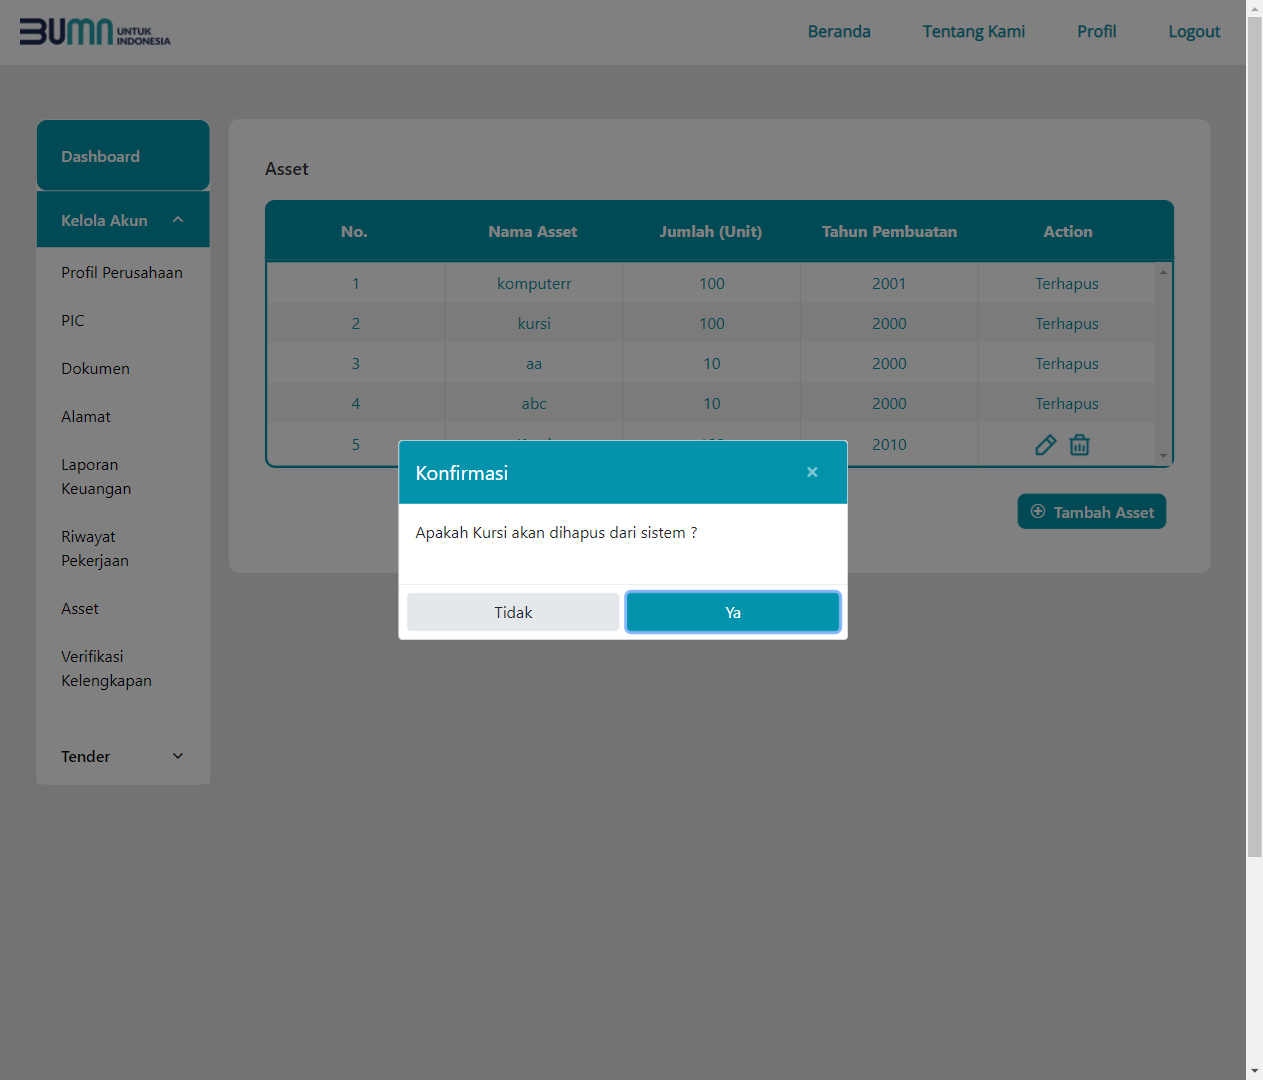 BUMN UNTUK INDONESIA
Beranda
Tentang Kami
Profil
Logout
Dashboard
Kelola Akun
Profil Perusahaan
PIC
Dokumen
Alamat
Laporan
Keuangan
Riwayat
Pekerjaan
Asset
Verifikasi
Kelengkapan
Tender
Asset
No. Nama Asset Jumlah (Unit) Tahun Pembuatan Action
1 komputerr 100 2001 Terhapus
2 kursi 100 2000 Terhapus
3 aa 10 2000 Terhapus
4 abc 10 2000 Terhapus
5 2010
Tambah Asset
Konfirmasi ×
Apakah Kursi akan dihapus dari sistem ?
Tidak
Ya